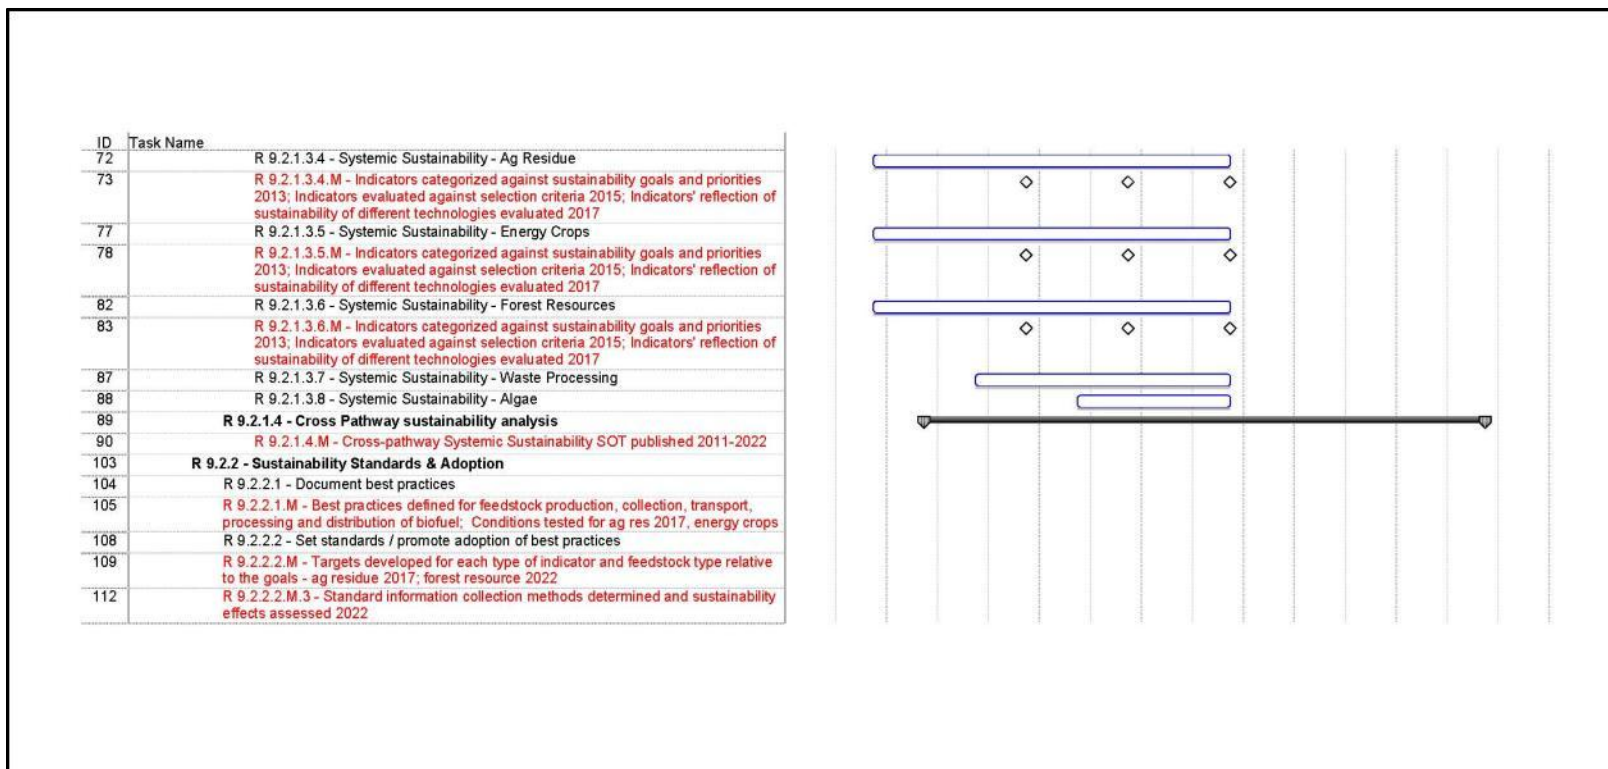 ID Task Name
72 R 9.2.1.3.4 - Systemic Sustainability - Ag Residue
73 R 9.2.1.3.4.M - Indicators categorized against sustainability goals and priorities
2013; Indicators evaluated against selection criteria 2015; Indicators' reflection of
sustainability of different technologies evaluated 2017
77 R 9.2.1.3.5 - Systemic Sustainability - Energy Crops
78 R 9.2.1.3.5.M - Indicators categorized against sustainability goals and priorities
2013; Indicators evaluated against selection criteria 2015; Indicators' reflection of
sustainability of different technologies evaluated 2017
82 R 9.2.1.3.6 - Systemic Sustainability - Forest Resources
83 R 9.2.1.3.6.M - Indicators categorized against sustainability goals and priorities
2013; Indicators evaluated against selection criteria 2015; Indicators' reflection of
sustainability of different technologies evaluated 2017
87 R 9.2.1.3.7 - Systemic Sustainability - Waste Processing
88 R 9.2.1.3.8 - Systemic Sustainability - Algae
89 R 9.2.1.4 - Cross Pathway sustainability analysis
90 R 9.2.1.4.M - Cross-pathway Systemic Sustainability SOT published 2011-2022
103 R 9.2.2 - Sustainability Standards & Adoption
104 R 9.2.2.1 - Document best practices
105 R 9.2.2.1.M - Best practices defined for feedstock production, collection, transport,
processing and distribution of biofuel; Conditions tested for ag res 2017, energy crops
108 R 9.2.2.2 - Set standards / promote adoption of best practices
109 R 9.2.2.2.M - Targets developed for each type of indicator and feedstock type relative
to the goals - ag residue 2017; forest resource 2022
112 R 9.2.2.2.M.3 - Standard information collection methods determined and sustainability
effects assessed 2022